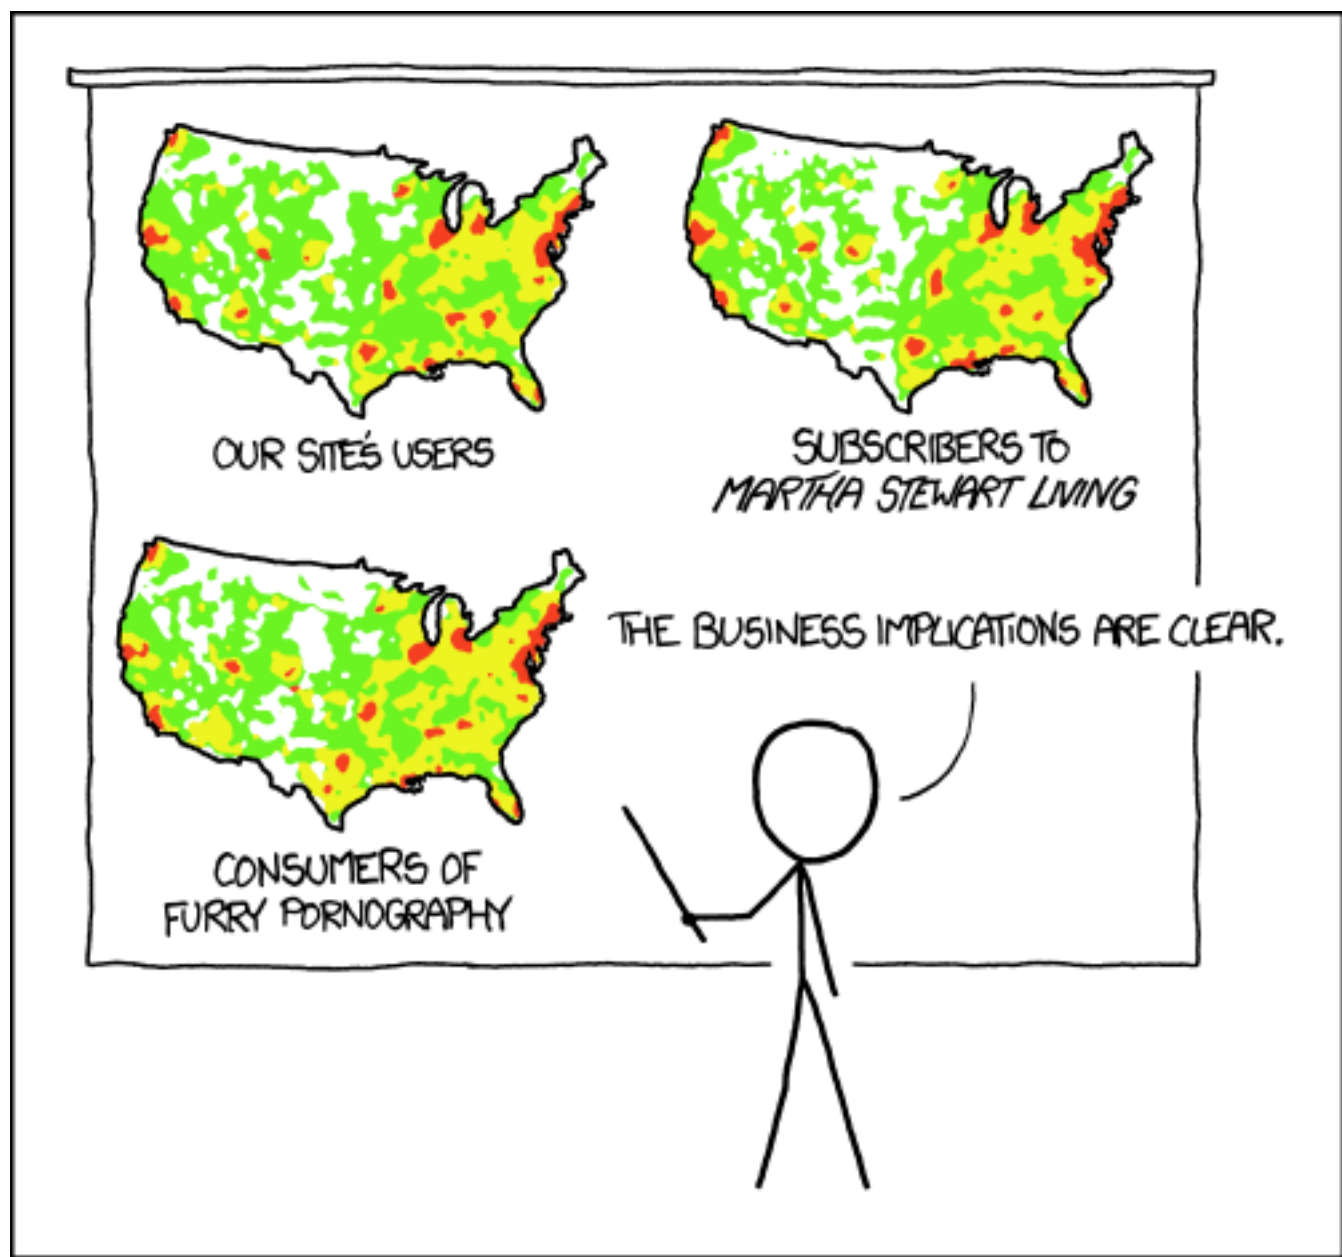 OUR SITE'S USERS
SUBSCRIBERS TO
MARTHA STEWART LIVING
CONSUMERS OF
FURRY PORNOGRAPHY
THE BUSINESS IMPLICATIONS ARE CLEAR.